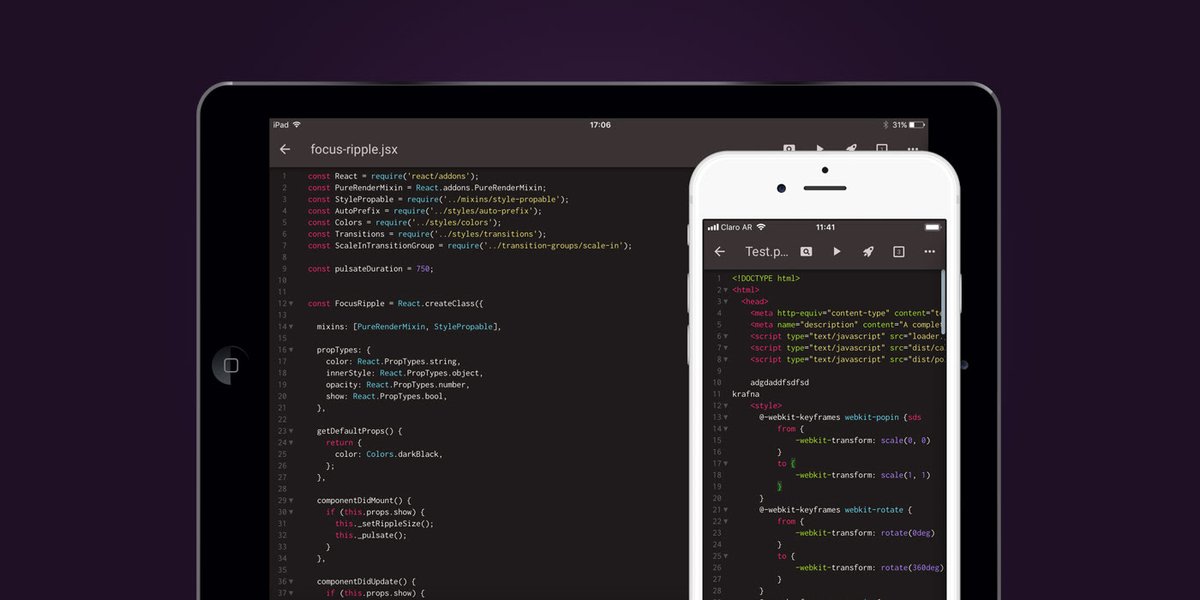 iPad 17:06 31%
focus-ripple.jsx
1 const React = require('react/addons');
2 const PureRenderMixin = React.addons.PureRenderMixin;
3 const StylePropable = require('../mixins/style-propable');
4 const AutoPrefix = require('../styles/auto-prefix');
5 const Colors = require('../styles/colors');
6 const Transitions = require('../styles/transitions');
7 const ScaleInTransitionGroup = require('../transition-groups/scale-in');
8
9 const pulsateDuration = 750;
10
11
12 const FocusRipple = React.createClass({
13
14 mixins: [PureRenderMixin, StylePropable],
15
16 propTypes: {
17 color: React.PropTypes.string,
18 innerStyle: React.PropTypes.object,
19 opacity: React.PropTypes.number,
20 show: React.PropTypes.bool,
21 },
22
23 getDefaultProps() {
24 return {
25 color: Colors.darkBlack,
26 };
27 },
28
29 componentDidMount() {
30 if (this.props.show) {
31 this._setRippleSize();
32 this._pulsate();
33 }
34 },
35
36 componentDidUpdate() {
37 if (this.props.show) {
Claro AR 11:41
Test.p...
1 <!DOCTYPE html>
2 <html>
3 <head>
4 <meta http-equiv="content-type" content="te
5 <meta name="description" content="A complet
6 <script type="text/javascript" src="loader.
7 <script type="text/javascript" src="dist/ca
8 <script type="text/javascript" src="dist/po
9
10 adgdaddfsdfsd
11 krafna
12 <style>
13 @-webkit-keyframes webkit-popin {sds
14 from {
15 -webkit-transform: scale(0, 0)
16 }
17 to {
18 -webkit-transform: scale(1, 1)
19 }
20 }
21 @-webkit-keyframes webkit-rotate {
22 from {
23 -webkit-transform: rotate(0deg)
24 }
25 to {
26 -webkit-transform: rotate(360deg)
27 }
28 }